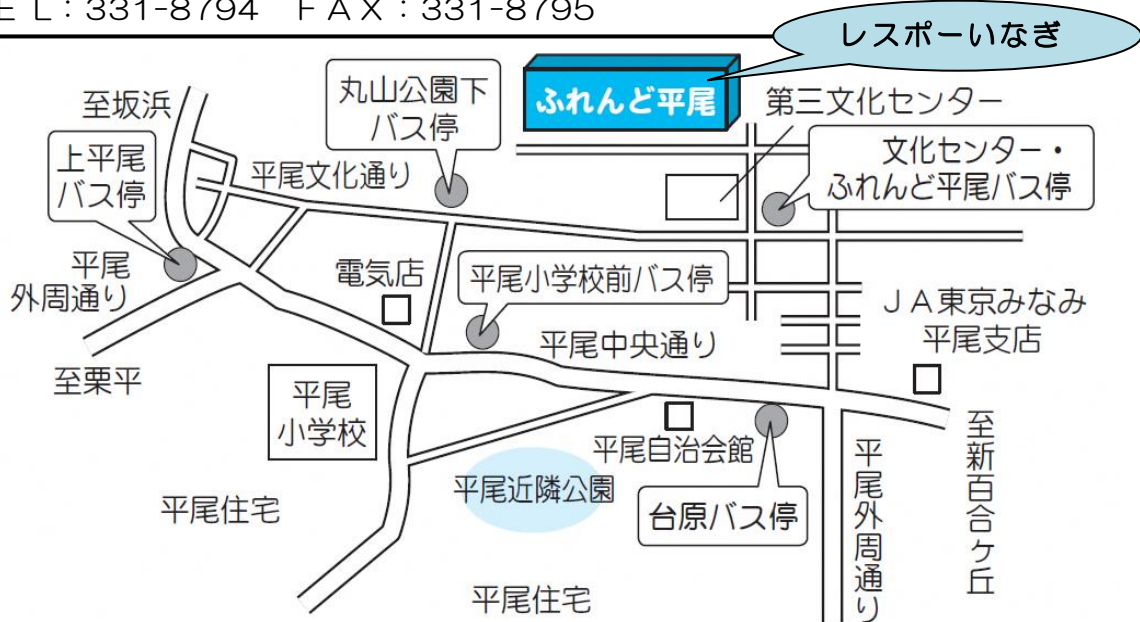 ＥＬ：331-8794　ＦＡＸ：331-8795
レスポーいなぎ
ふれんど平尾
第三文化センター
丸山公園下
バス停
至坂浜
上平尾
バス停
平尾文化通り
文化センター・
ふれんど平尾バス停
平尾
外周通り
電気店
平尾小学校前バス停
ＪＡ東京みなみ
平尾支店
平尾中央通り
至栗平
平尾
小学校
平尾自治会館
平尾近隣公園
台原バス停
平尾外周通り
至新百合ヶ丘
平尾住宅
平尾住宅